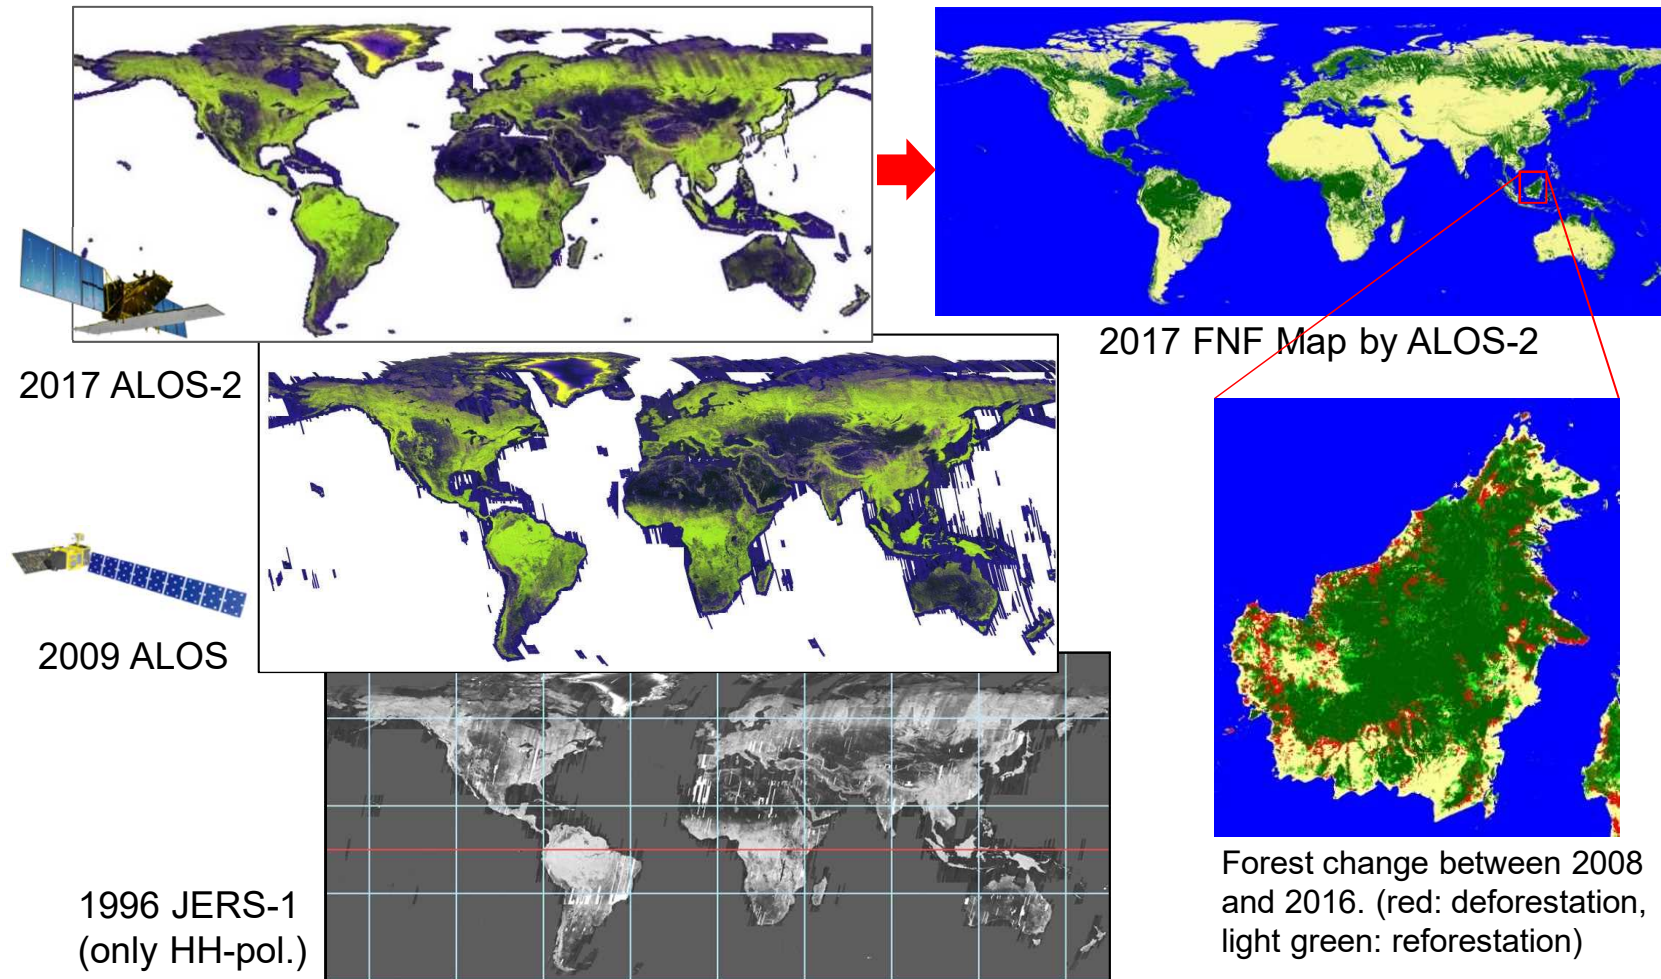 2017 ALOS-2
2017 FNF Map by ALOS-2
2009 ALOS
1996 JERS-1
(only HH-pol.)
Forest change between 2008
and 2016. (red: deforestation,
light green: reforestation)